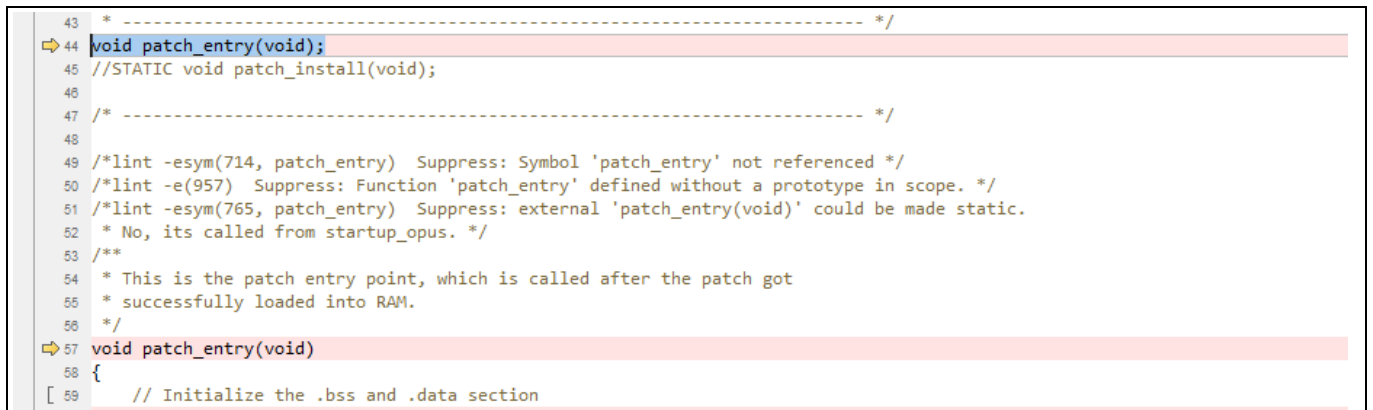 43 * ------------------------------------------------------------------------- */
44 void patch_entry(void);
45 //STATIC void patch_install(void);
46
47 /* ------------------------------------------------------------------------- */
48
49 /*lint -esym(714, patch_entry)  Suppress: Symbol 'patch_entry' not referenced */
50 /*lint -e(957)  Suppress: Function 'patch_entry' defined without a prototype in scope. */
51 /*lint -esym(765, patch_entry)  Suppress: external 'patch_entry(void)' could be made static.
52  * No, its called from startup_opus. */
53 /**
54  * This is the patch entry point, which is called after the patch got
55  * successfully loaded into RAM.
56  */
57 void patch_entry(void)
58 {
[ 59     // Initialize the .bss and .data section